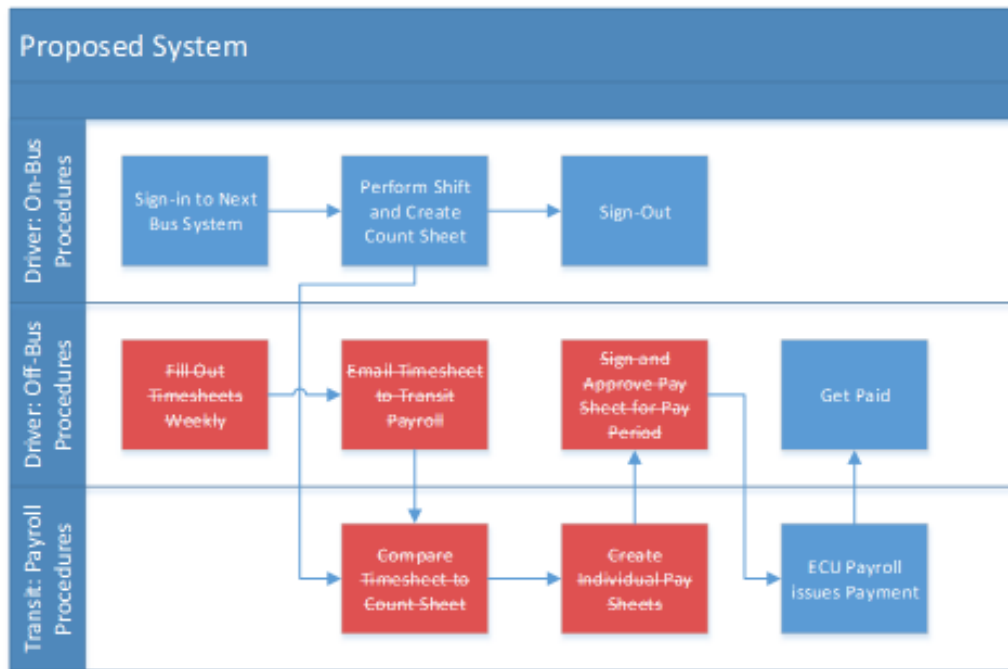 Proposed System
Driver: On-Bus
Procedures
Sign-in to Next
Bus System
Perform Shift
and Create
Count Sheet
Sign-Out
Driver: Off-Bus
Procedures
Fill Out
Timesheets
Weekly
Email Timesheet
to Transit
Payroll
Sign and
Approve Pay
Sheet for Pay
Period
Get Paid
Transit: Payroll
Procedures
Compare
Timesheet to
Count Sheet
Create
Individual Pay
Sheets
ECU Payroll
issues Payment